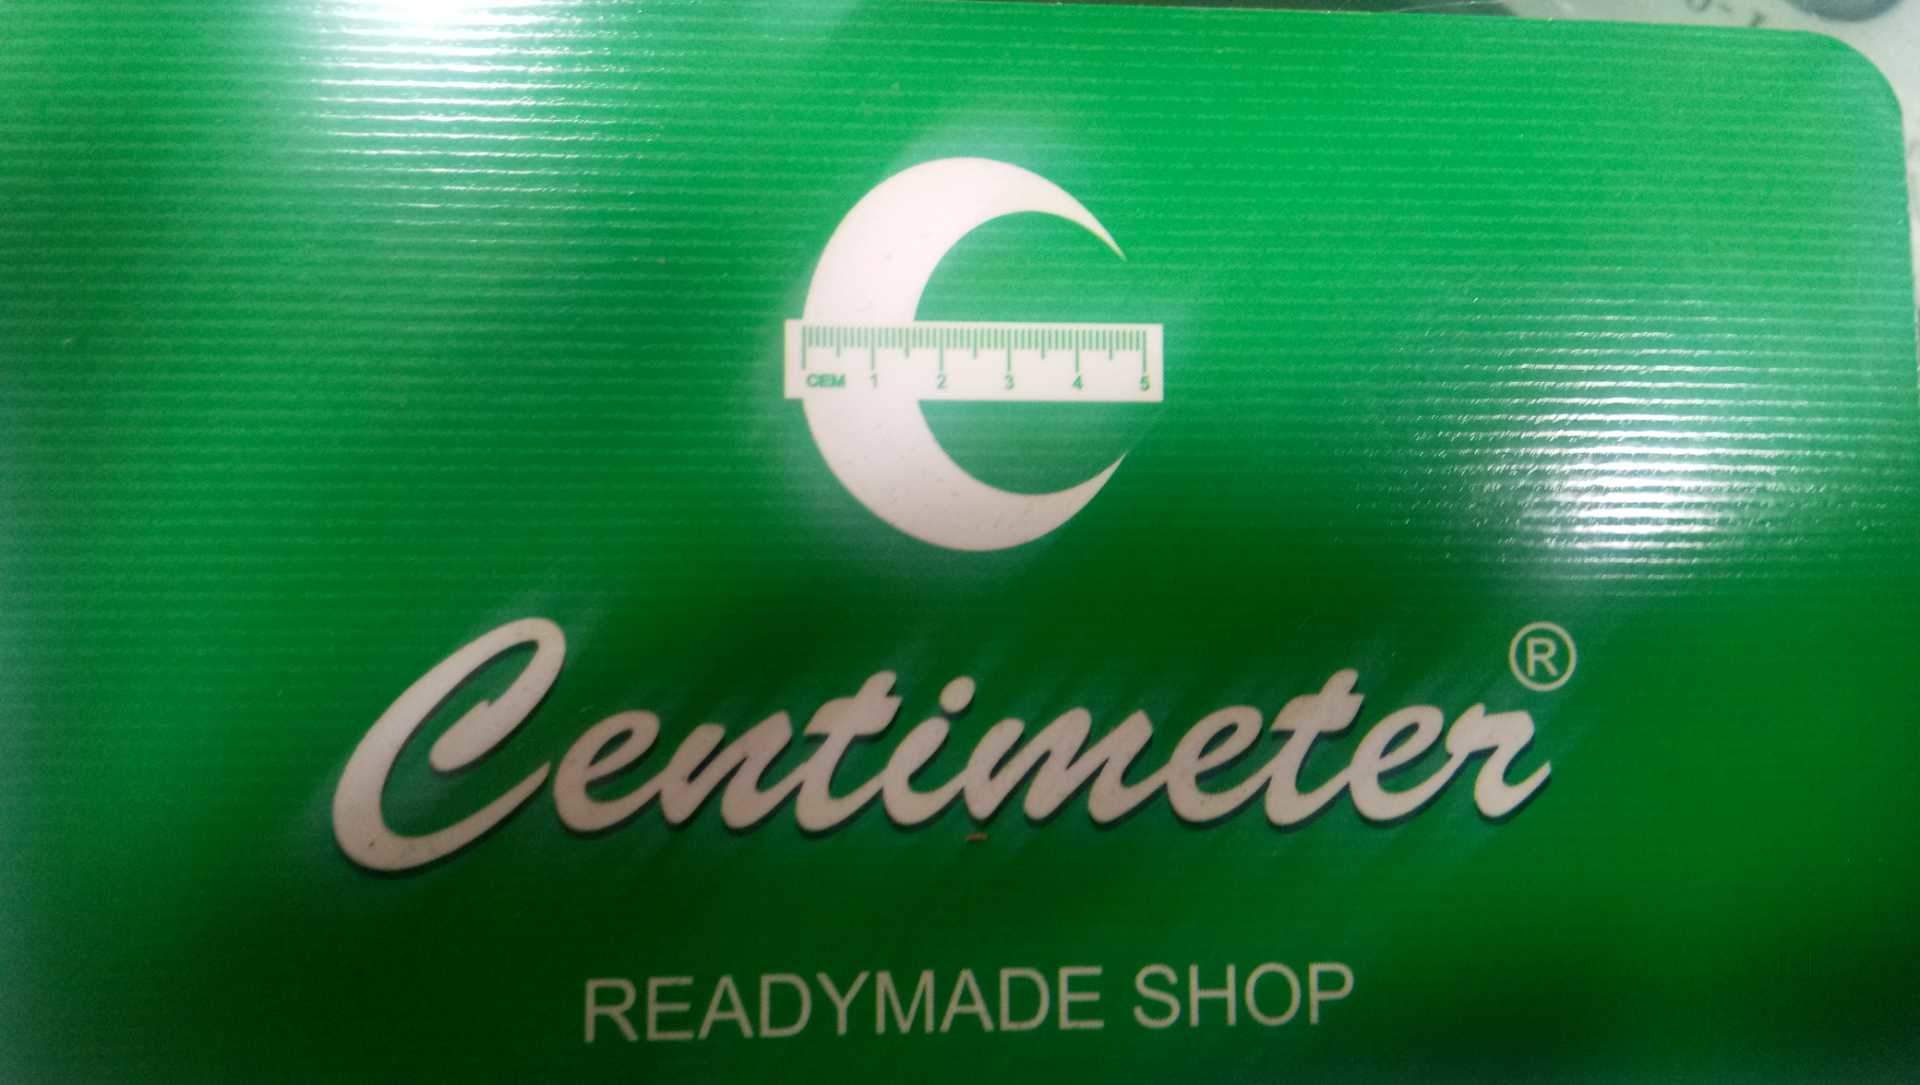 CEM 1 2 3 4 5
Centimeter ®
READYMADE SHOP